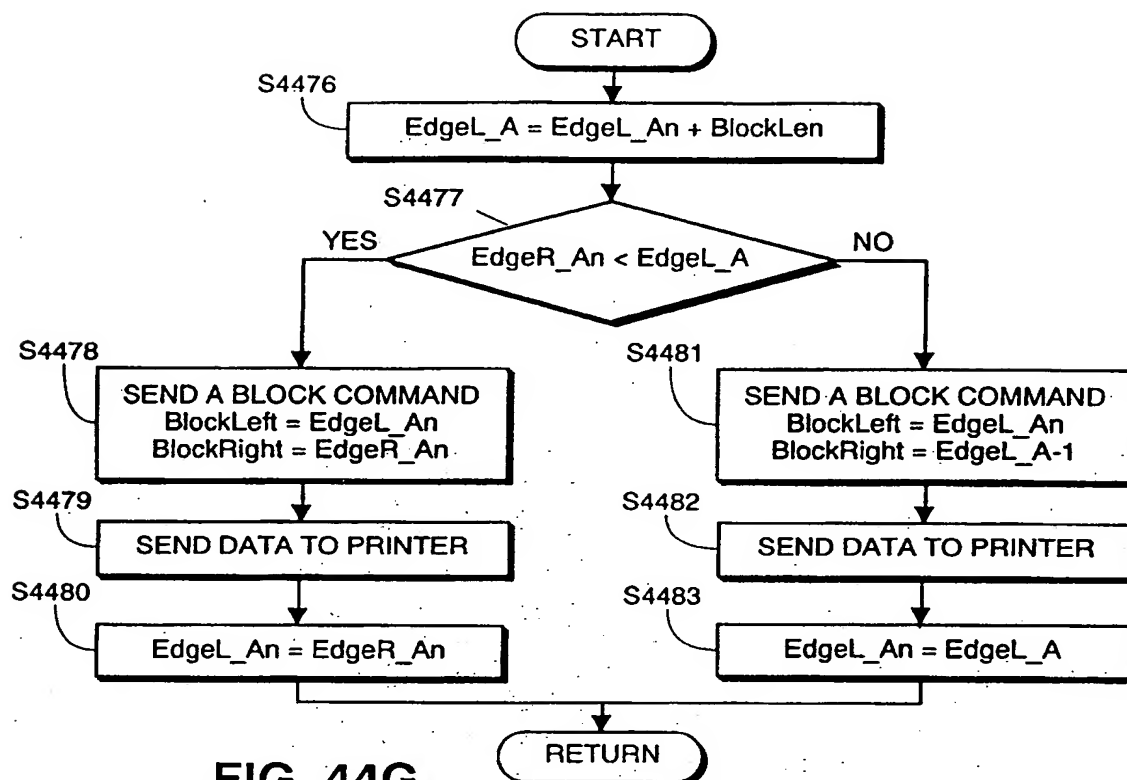 START
S4476
EdgeL_A = EdgeL_An + BlockLen
S4477
YES
EdgeR_An < EdgeL_A
NO
S4478
SEND A BLOCK COMMAND
BlockLeft = EdgeL_An
BlockRight = EdgeR_An
S4481
SEND A BLOCK COMMAND
BlockLeft = EdgeL_An
BlockRight = EdgeL_A-1
S4479
SEND DATA TO PRINTER
S4482
SEND DATA TO PRINTER
S4480
EdgeL_An = EdgeR_An
S4483
EdgeL_An = EdgeL_A
RETURN
FIG. 44G